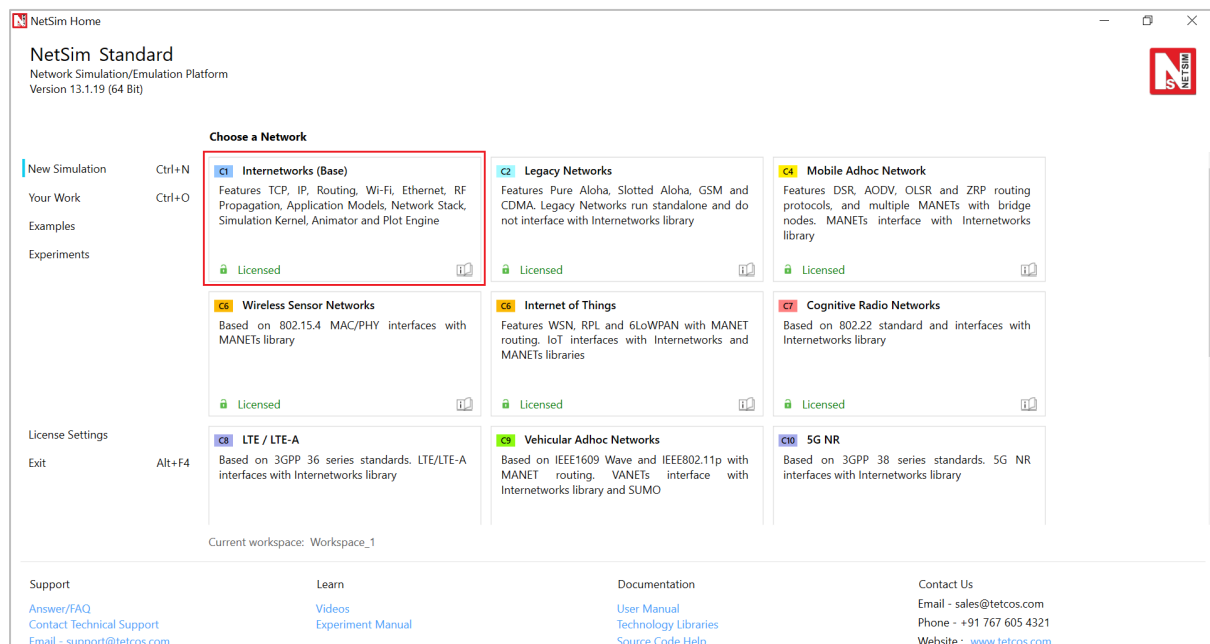 NetSim Home
NetSim Standard
Network Simulation/Emulation Platform
Version 13.1.19 (64 Bit)
NETSIM
Choose a Network
New Simulation Ctrl+N
Your Work Ctrl+O
Examples
Experiments
License Settings
Exit Alt+F4
C1 Internetworks (Base)
Features TCP, IP, Routing, Wi-Fi, Ethernet, RF
Propagation, Application Models, Network Stack,
Simulation Kernel, Animator and Plot Engine
Licensed
C2 Legacy Networks
Features Pure Aloha, Slotted Aloha, GSM and
CDMA. Legacy Networks run standalone and do
not interface with Internetworks library
Licensed
C4 Mobile Adhoc Network
Features DSR, AODV, OLSR and ZRP routing
protocols, and multiple MANETs with bridge
nodes. MANETs interface with Internetworks
library
Licensed
C6 Wireless Sensor Networks
Based on 802.15.4 MAC/PHY interfaces with
MANETs library
Licensed
C6 Internet of Things
Features WSN, RPL and 6LoWPAN with MANET
routing. IoT interfaces with Internetworks and
MANETs libraries
Licensed
C7 Cognitive Radio Networks
Based on 802.22 standard and interfaces with
Internetworks library
Licensed
C8 LTE / LTE-A
Based on 3GPP 36 series standards. LTE/LTE-A
interfaces with Internetworks library
C9 Vehicular Adhoc Networks
Based on IEEE1609 Wave and IEEE802.11p with
MANET routing. VANETs interface with
Internetworks library and SUMO
C10 5G NR
Based on 3GPP 38 series standards. 5G NR
interfaces with Internetworks library
Current workspace: Workspace_1
Support
Answer/FAQ
Contact Technical Support
Email - support@tetcos.com
Learn
Videos
Experiment Manual
Documentation
User Manual
Technology Libraries
Source Code Help
Contact Us
Email - sales@tetcos.com
Phone - +91 767 605 4321
Website : www.tetcos.com